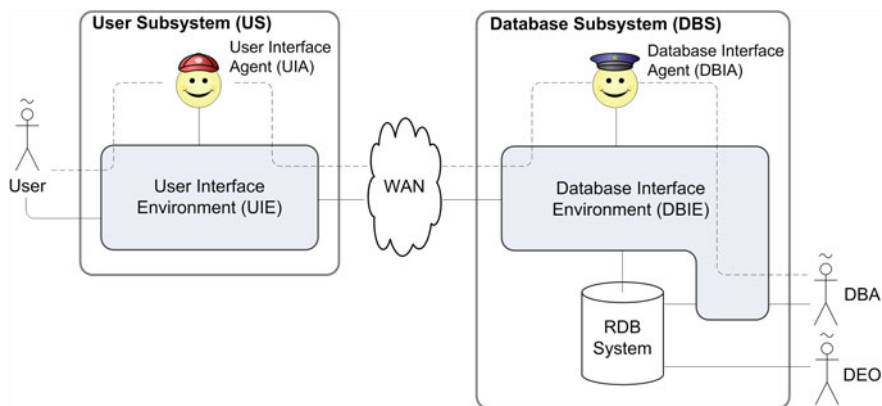 User Subsystem (US)
User Interface
Agent (UIA)
User
User Interface
Environment (UIE)
WAN
Database Subsystem (DBS)
Database Interface
Agent (DBIA)
Database Interface
Environment (DBIE)
RDB
System
DBA
DEO
~
~
~